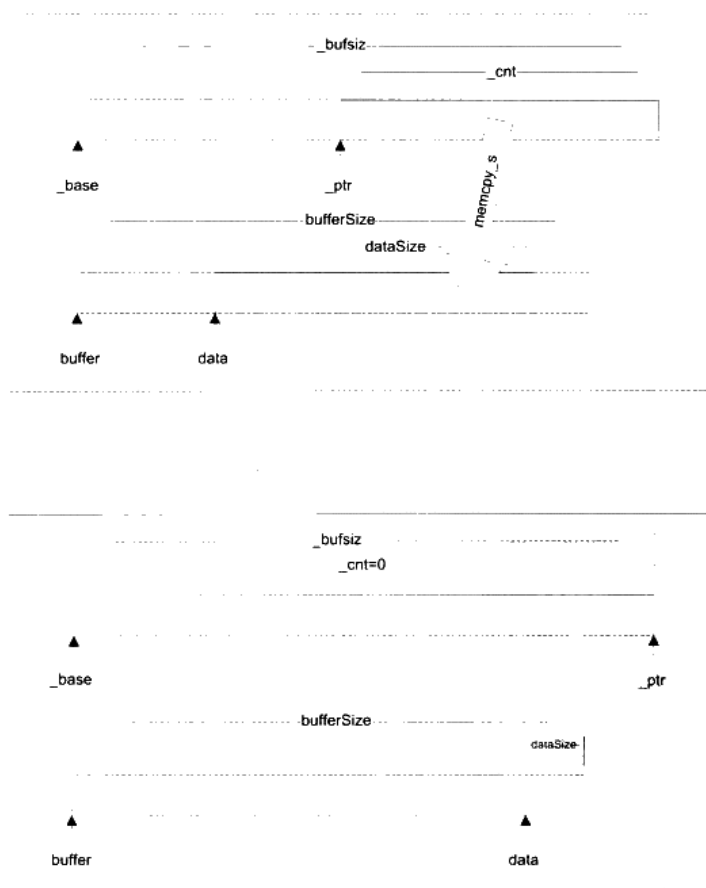 _bufsiz
_cnt
_base
_ptr
memcpy_s
bufferSize
dataSize
buffer data
_bufsiz
_cnt=0
_base
_ptr
bufferSize
dataSize
buffer data